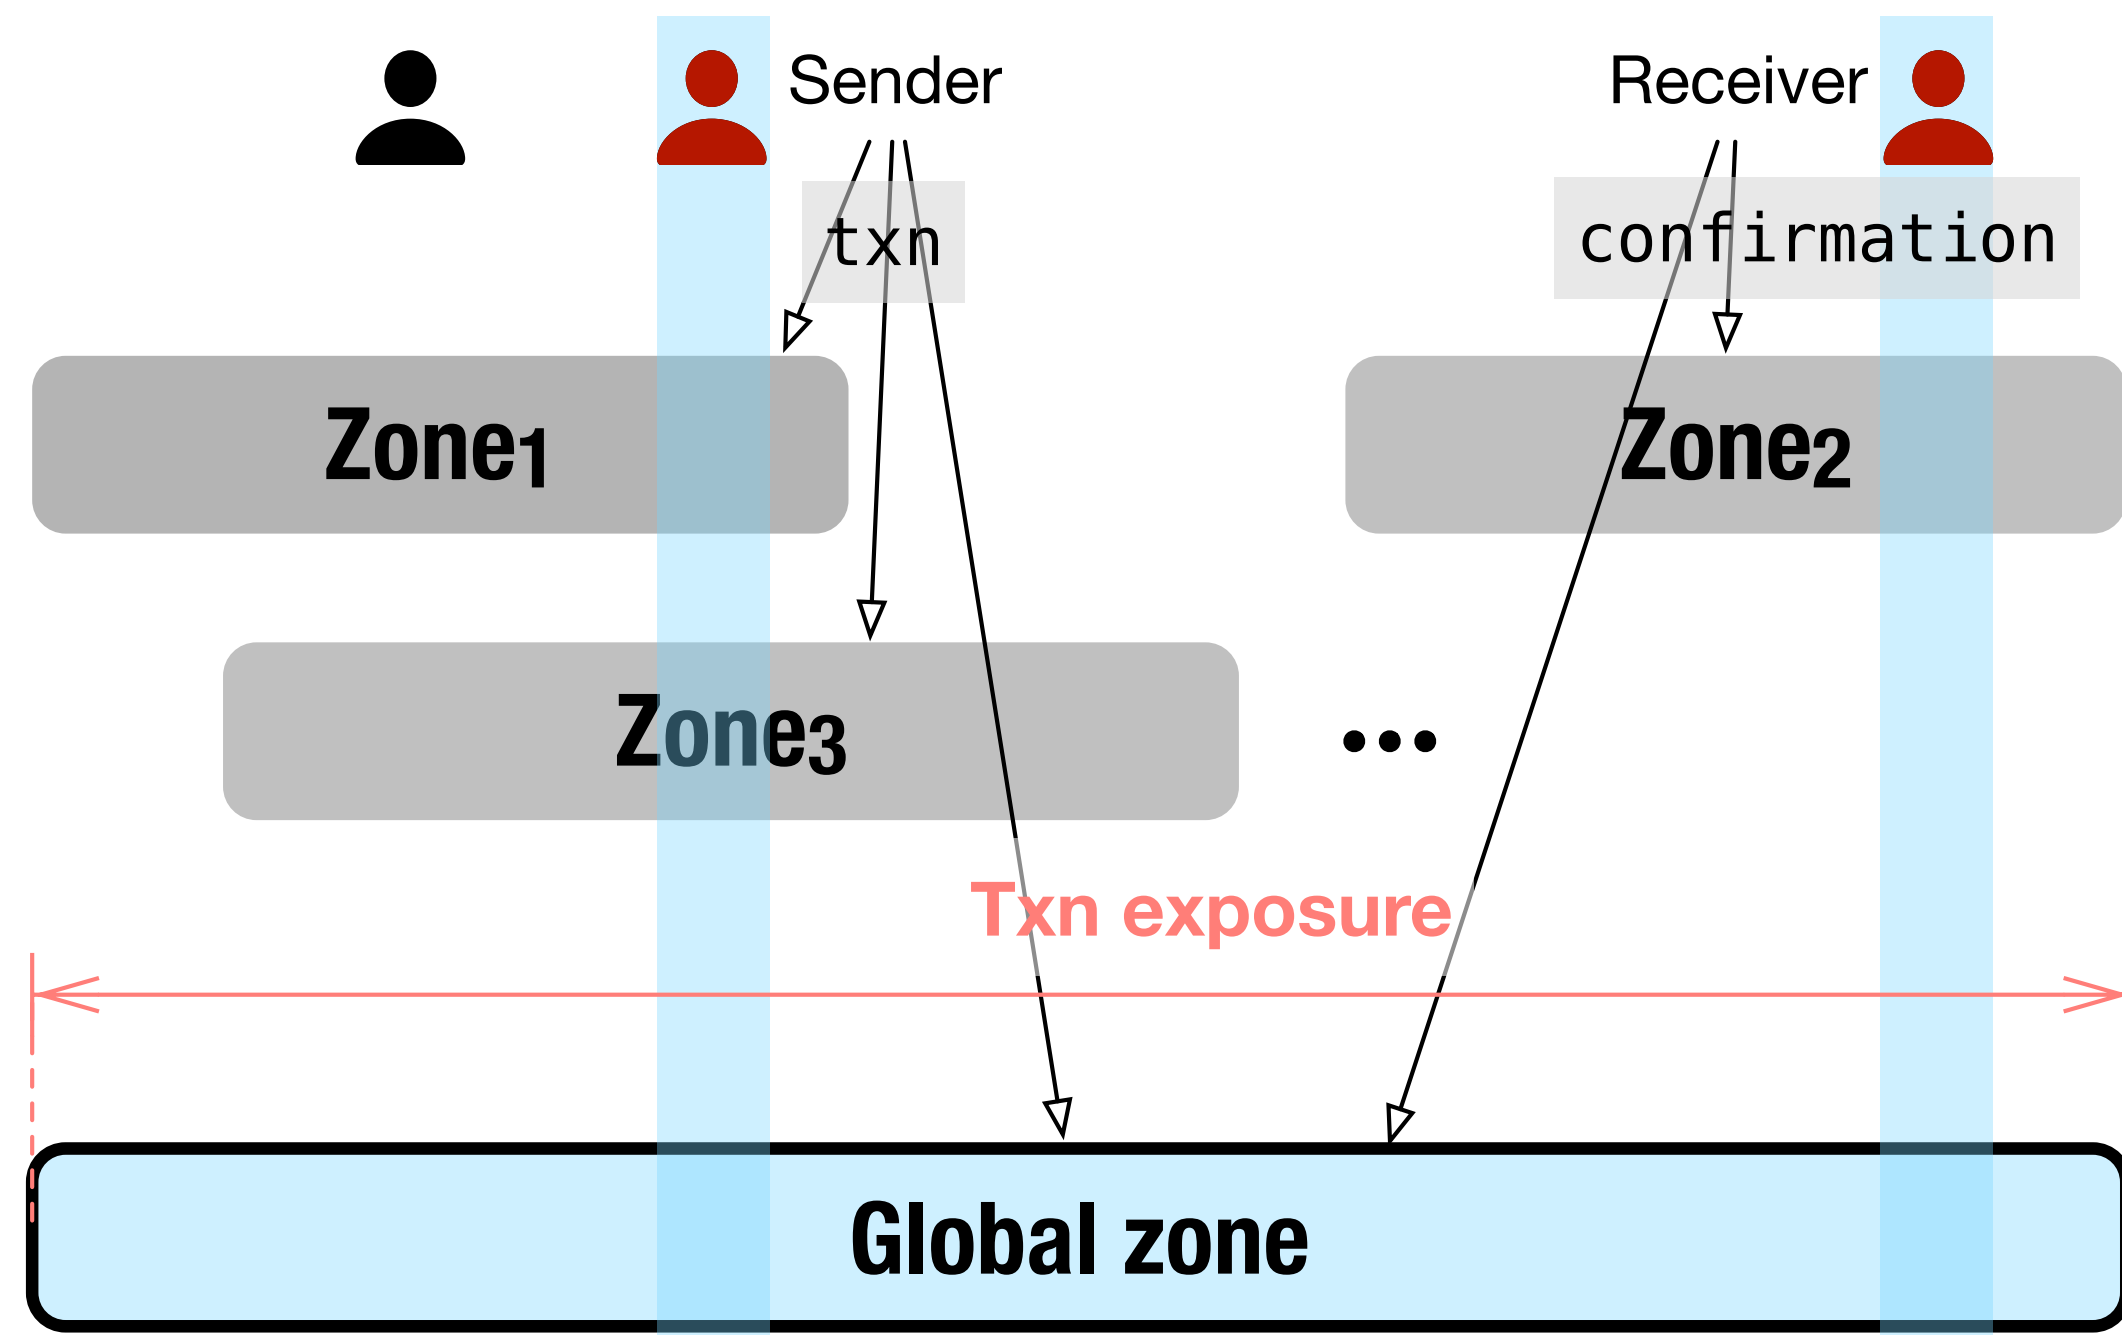 Sender
Receiver
txn
confirmation
Zone1
Zone2
Zone3
Txn exposure
Global zone